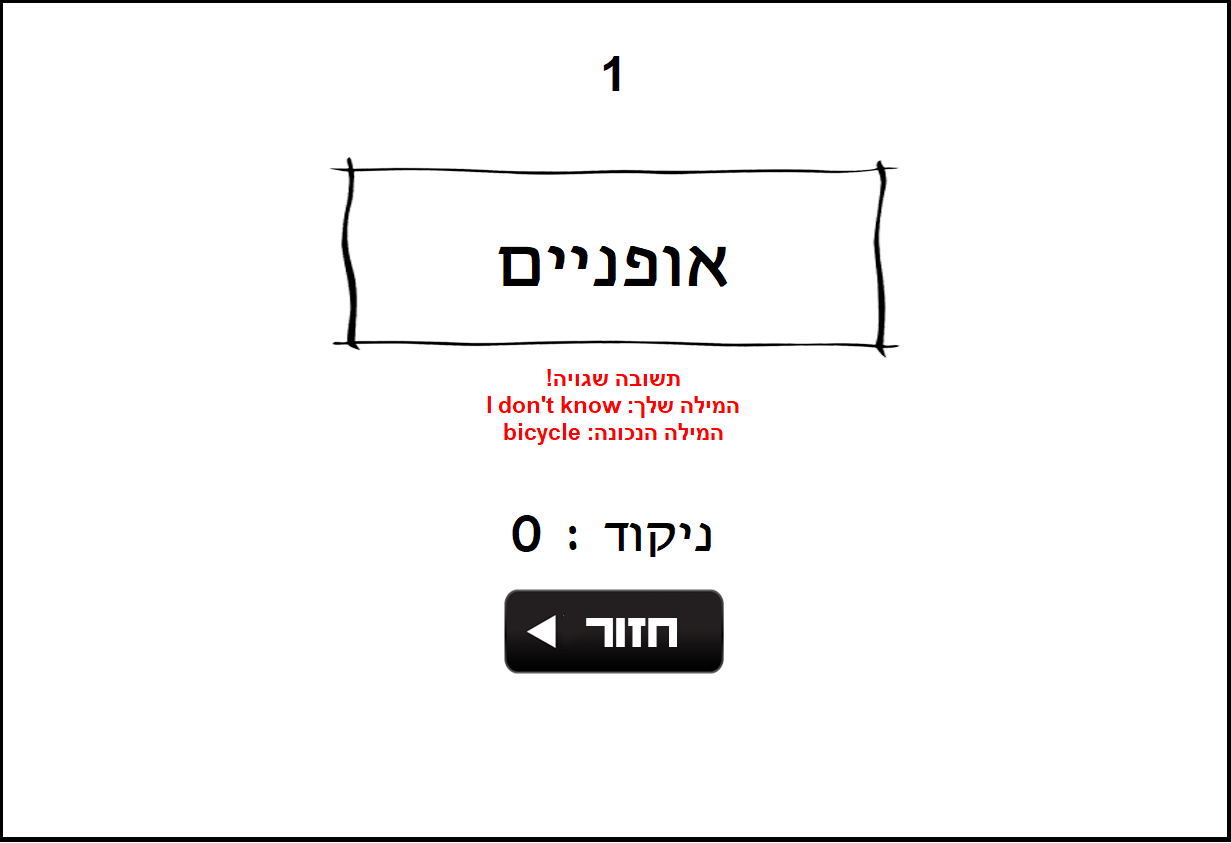 1
אופניים
תשובה שגויה!
המילה שלך: I don't know
המילה הנכונה: bicycle
ניקוד : 0
חזור